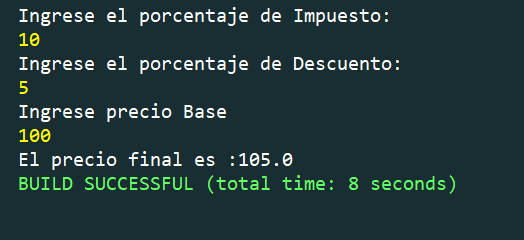 Ingrese el porcentaje de Impuesto:
10
Ingrese el porcentaje de Descuento:
5
Ingrese precio Base
100
El precio final es :105.0
BUILD SUCCESSFUL (total time: 8 seconds)